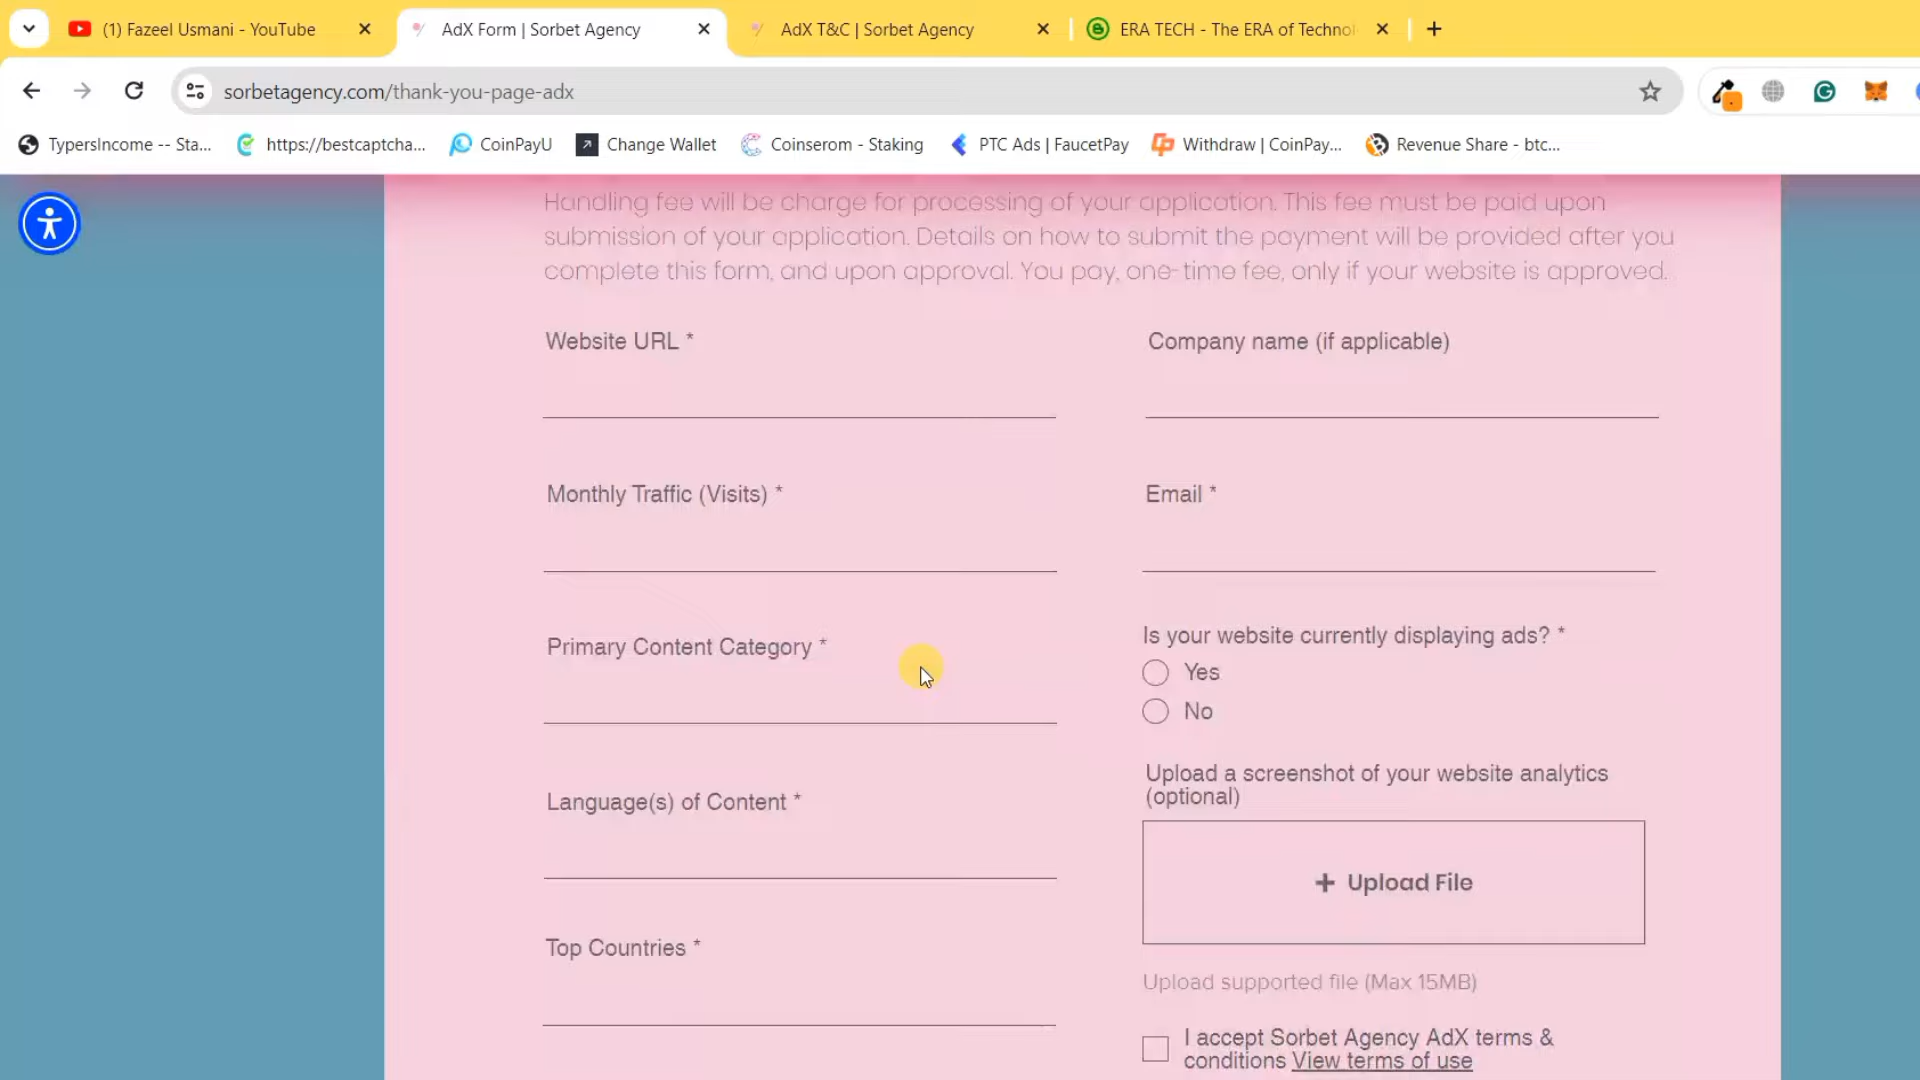 (1) Fazeel Usmani - YouTube
AdX Form | Sorbet Agency
AdX T&C | Sorbet Agency
ERA TECH - The ERA of Technol
sorbetagency.com/thank-you-page-adx
TypersIncome -- Sta...
https://bestcaptcha...
CoinPayU
Change Wallet
Coinserom - Staking
PTC Ads | FaucetPay
Withdraw | CoinPay...
Revenue Share - btc...
Handling fee will be charge for processing of your application. This fee must be paid upon
submission of your application. Details on how to submit the payment will be provided after you
complete this form, and upon approval. You pay, one-time fee, only if your website is approved.
Website URL *
Company name (if applicable)
Monthly Traffic (Visits) *
Email *
Primary Content Category *
Is your website currently displaying ads? *
Yes
No
Language(s) of Content *
Upload a screenshot of your website analytics
(optional)
+ Upload File
Top Countries *
Upload supported file (Max 15MB)
I accept Sorbet Agency AdX terms &
conditions View terms of use